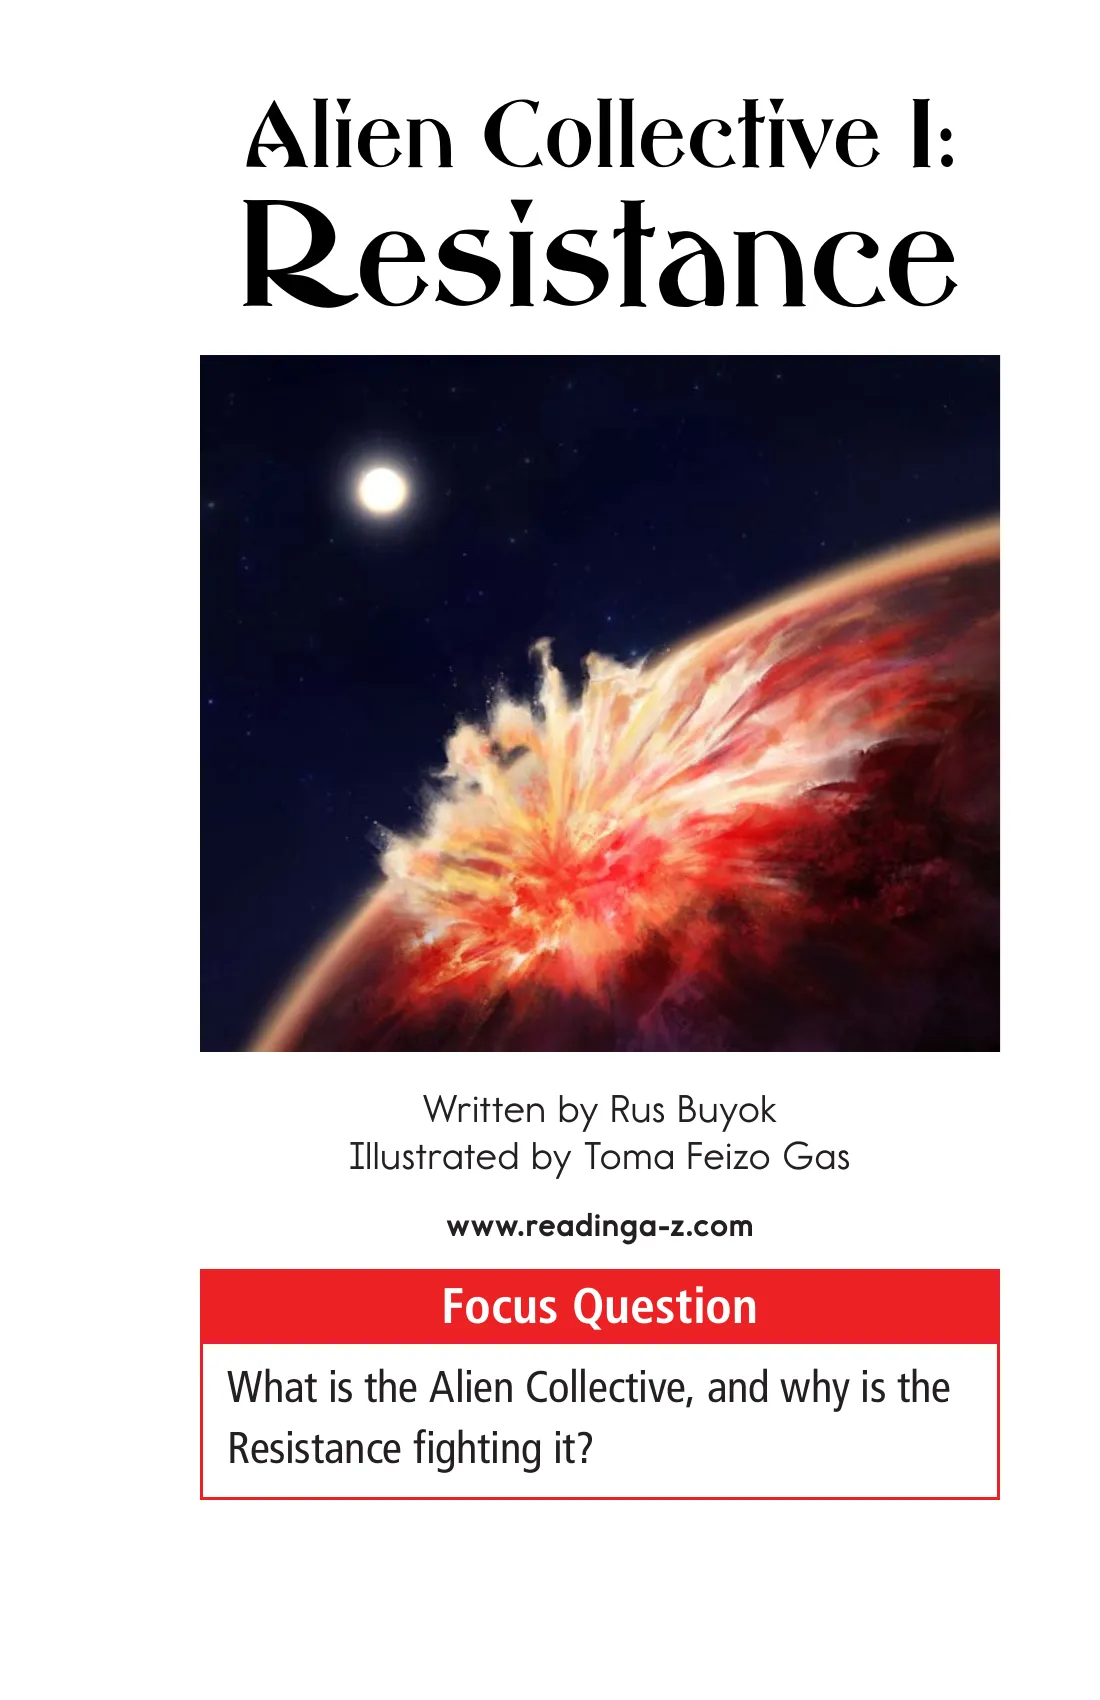 Alien Collective I:
Resistance
Written by Rus Buyok
Illustrated by Toma Feizo Gas
www.readinga-z.com
Focus Question
What is the Alien Collective, and why is the
Resistance fighting it?